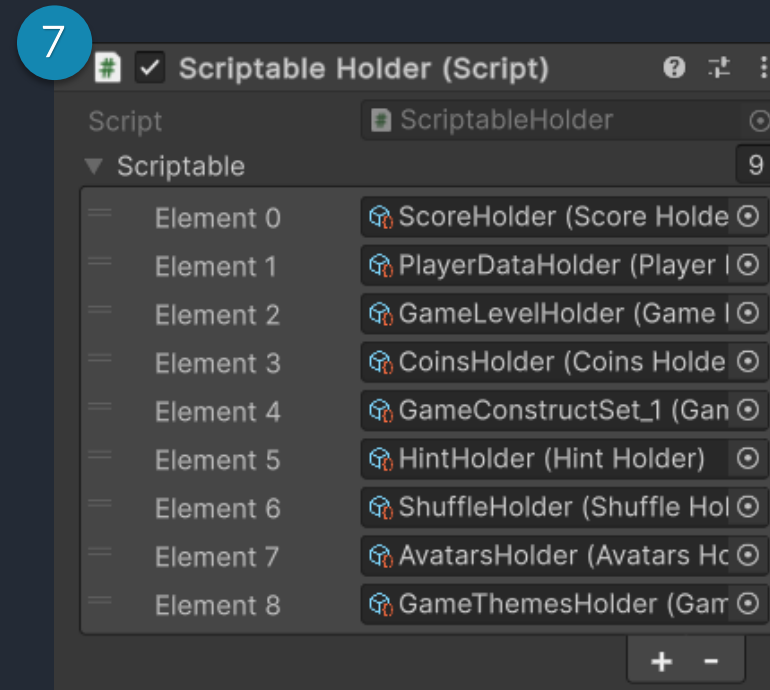 7
Scriptable Holder (Script)
Script ScriptableHolder
Scriptable 9
Element 0 ScoreHolder (Score Holde
Element 1 PlayerDataHolder (Player
Element 2 GameLevelHolder (Game
Element 3 CoinsHolder (Coins Holde
Element 4 GameConstructSet_1 (Gam
Element 5 HintHolder (Hint Holder)
Element 6 ShuffleHolder (Shuffle Hol
Element 7 AvatarsHolder (Avatars Ho
Element 8 GameThemesHolder (Gam
+ -